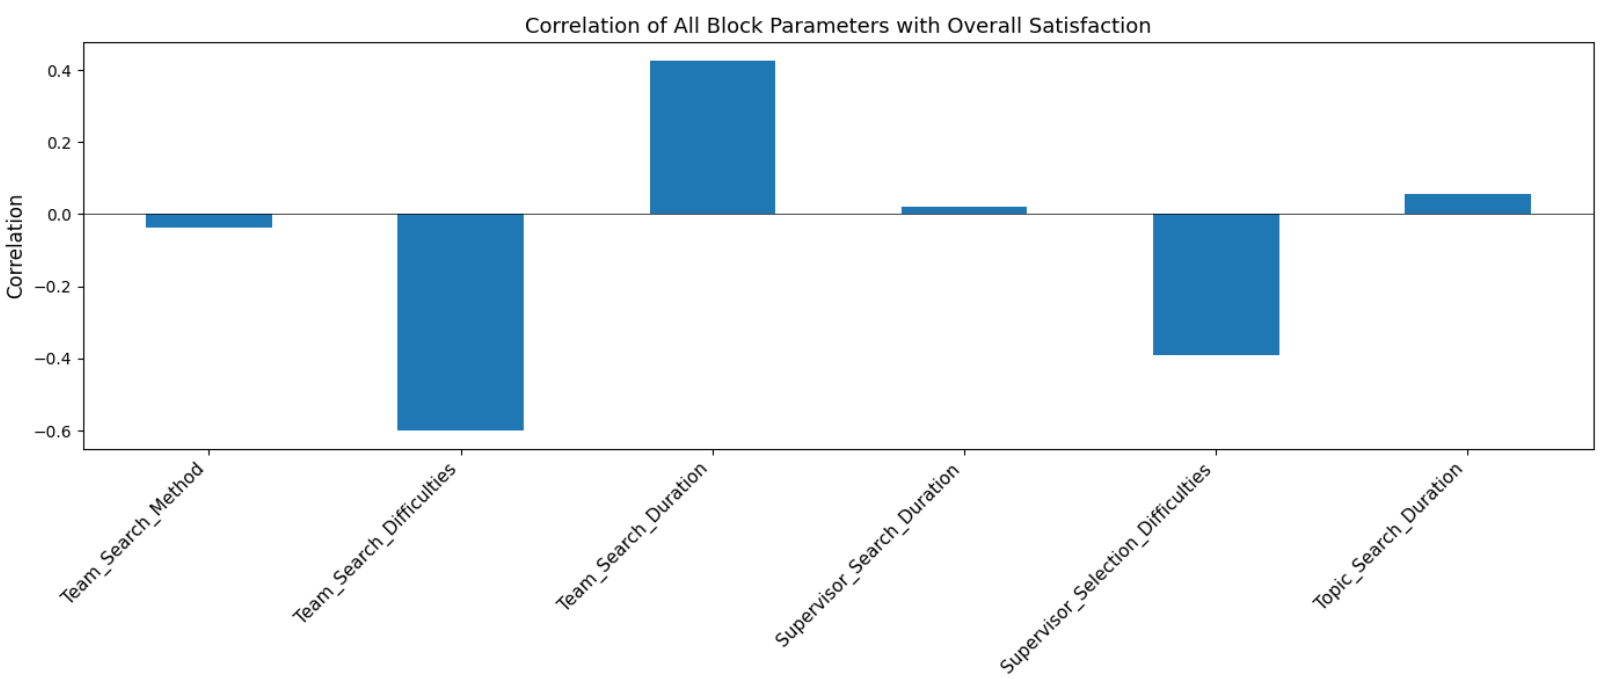 Correlation of All Block Parameters with Overall Satisfaction
Correlation
0.4
0.2
0.0
−0.2
−0.4
−0.6
Team_Search_Method
Team_Search_Difficulties
Team_Search_Duration
Supervisor_Search_Duration
Supervisor_Selection_Difficulties
Topic_Search_Duration